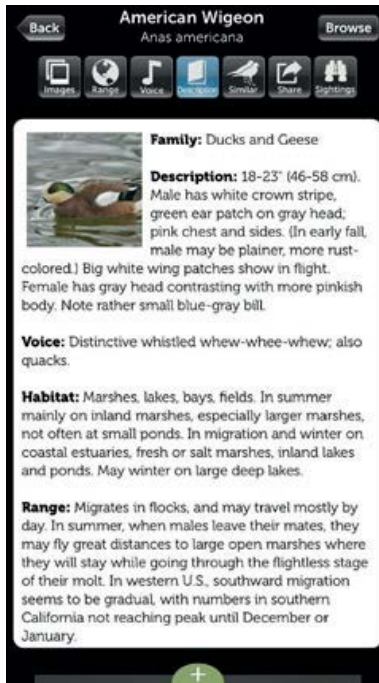 Back
American Wigeon
Anas americana
Browse
Images
Range
Voice
Description
Similar
Share
Sightings
Family: Ducks and Geese
Description: 18-23" (46-58 cm).
Male has white crown stripe,
green ear patch on gray head;
pink chest and sides. (In early fall,
male may be plainer, more rust-
colored.) Big white wing patches show in flight.
Female has gray head contrasting with more pinkish
body. Note rather small blue-gray bill.
Voice: Distinctive whistled whew-whee-whew; also
quacks.
Habitat: Marshes, lakes, bays, fields. In summer
mainly on inland marshes, especially larger marshes,
not often at small ponds. In migration and winter on
coastal estuaries, fresh or salt marshes, inland lakes
and ponds. May winter on large deep lakes.
Range: Migrates in flocks, and may travel mostly by
day. In summer, when males leave their mates, they
may fly great distances to large open marshes where
they will stay while going through the flightless stage
of their molt. In western U.S., southward migration
seems to be gradual, with numbers in southern
California not reaching peak until December or
January.
+